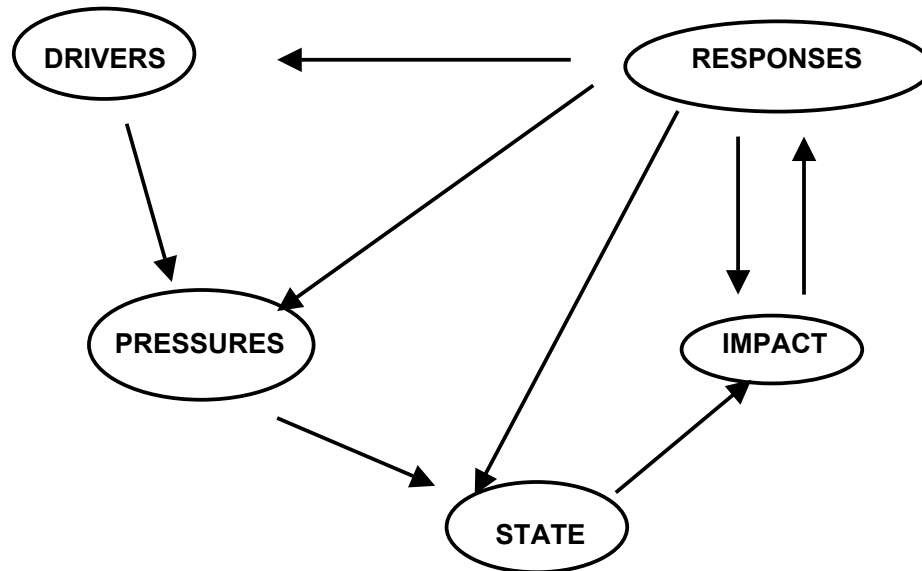 DRIVERS
RESPONSES
PRESSURES
IMPACT
STATE